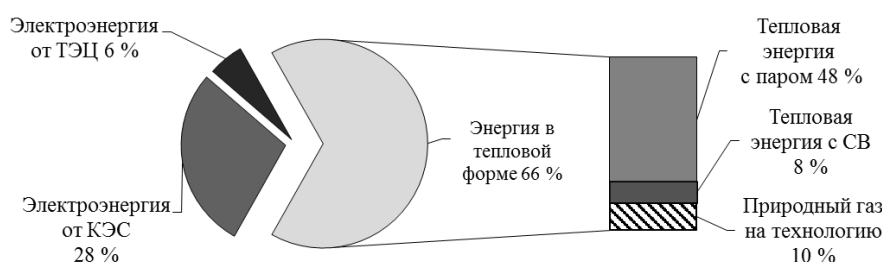 Электроэнергия
от ТЭЦ 6 %
Электроэнергия
от КЭС
28 %
Энергия в
тепловой
форме 66 %
Тепловая
энергия
с паром 48 %
Тепловая
энергия с СВ
8 %
Природный газ
на технологию
10 %